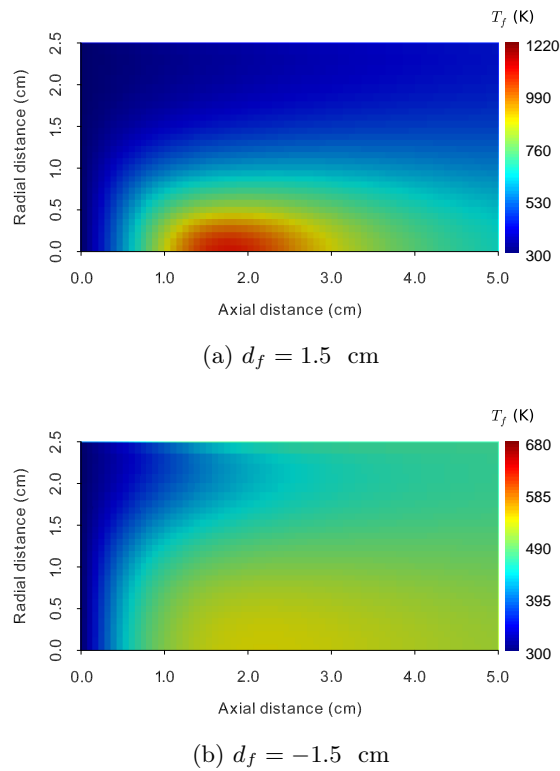 T_f (K)
2.5
2.0
1.5
1.0
0.5
0.0
Radial distance (cm)
1220
990
760
530
300
0.0 1.0 2.0 3.0 4.0 5.0
Axial distance (cm)
(a) d_f = 1.5 cm
T_f (K)
2.5
2.0
1.5
1.0
0.5
0.0
Radial distance (cm)
680
585
490
395
300
0.0 1.0 2.0 3.0 4.0 5.0
Axial distance (cm)
(b) d_f = −1.5 cm